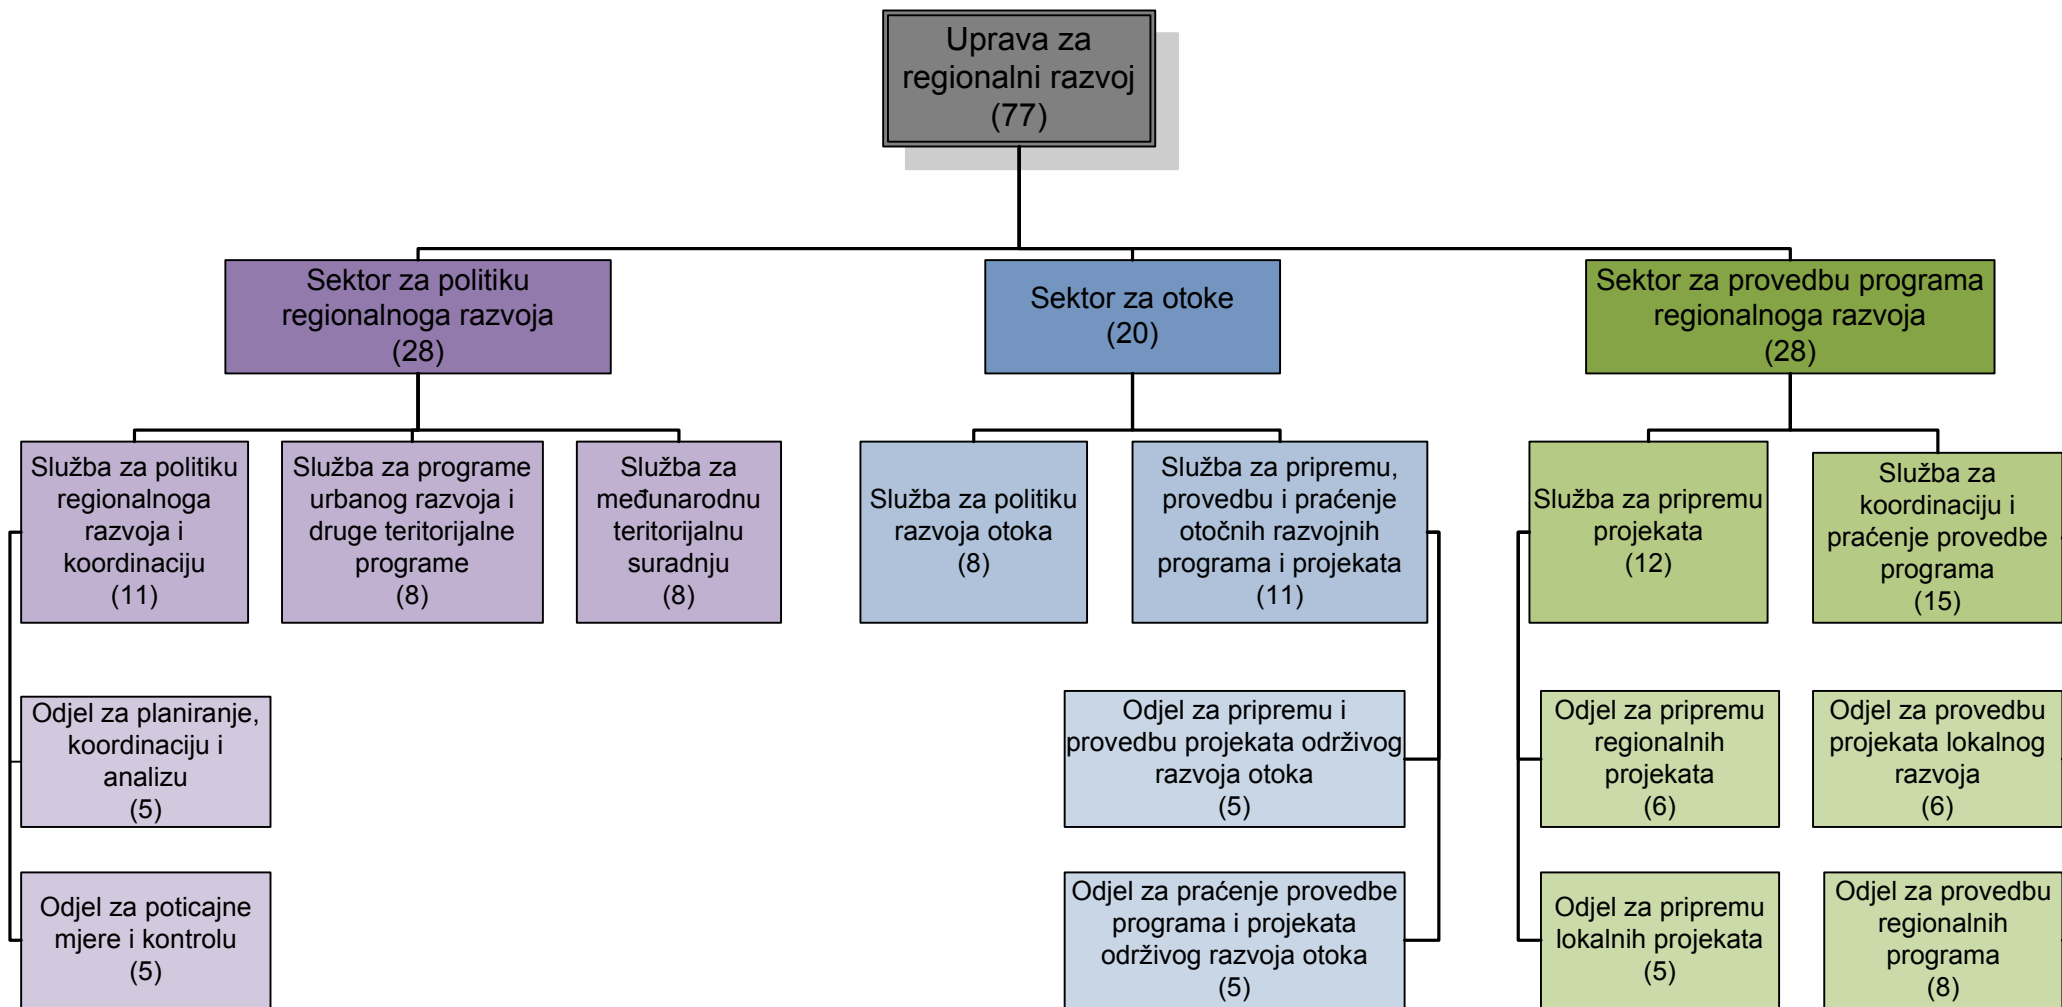 Uprava za
regionalni razvoj
(77)
Sektor za politiku
regionalnoga razvoja
(28)
Sektor za otoke
(20)
Sektor za provedbu programa
regionalnoga razvoja
(28)
Služba za politiku
regionalnoga
razvoja i
koordinaciju
(11)
Služba za programe
urbanog razvoja i
druge teritorijalne
programe
(8)
Služba za
međunarodnu
teritorijalnu
suradnju
(8)
Služba za politiku
razvoja otoka
(8)
Služba za pripremu,
provedbu i praćenje
otočnih razvojnih
programa i projekata
(11)
Služba za pripremu
projekata
(12)
Služba za
koordinaciju i
praćenje provedbe
programa
(15)
Odjel za planiranje,
koordinaciju i
analizu
(5)
Odjel za pripremu i
provedbu projekata održivog
razvoja otoka
(5)
Odjel za pripremu
regionalnih
projekata
(6)
Odjel za provedbu
projekata lokalnog
razvoja
(6)
Odjel za poticajne
mjere i kontrolu
(5)
Odjel za praćenje provedbe
programa i projekata
održivog razvoja otoka
(5)
Odjel za pripremu
lokalnih projekata
(5)
Odjel za provedbu
regionalnih
programa
(8)